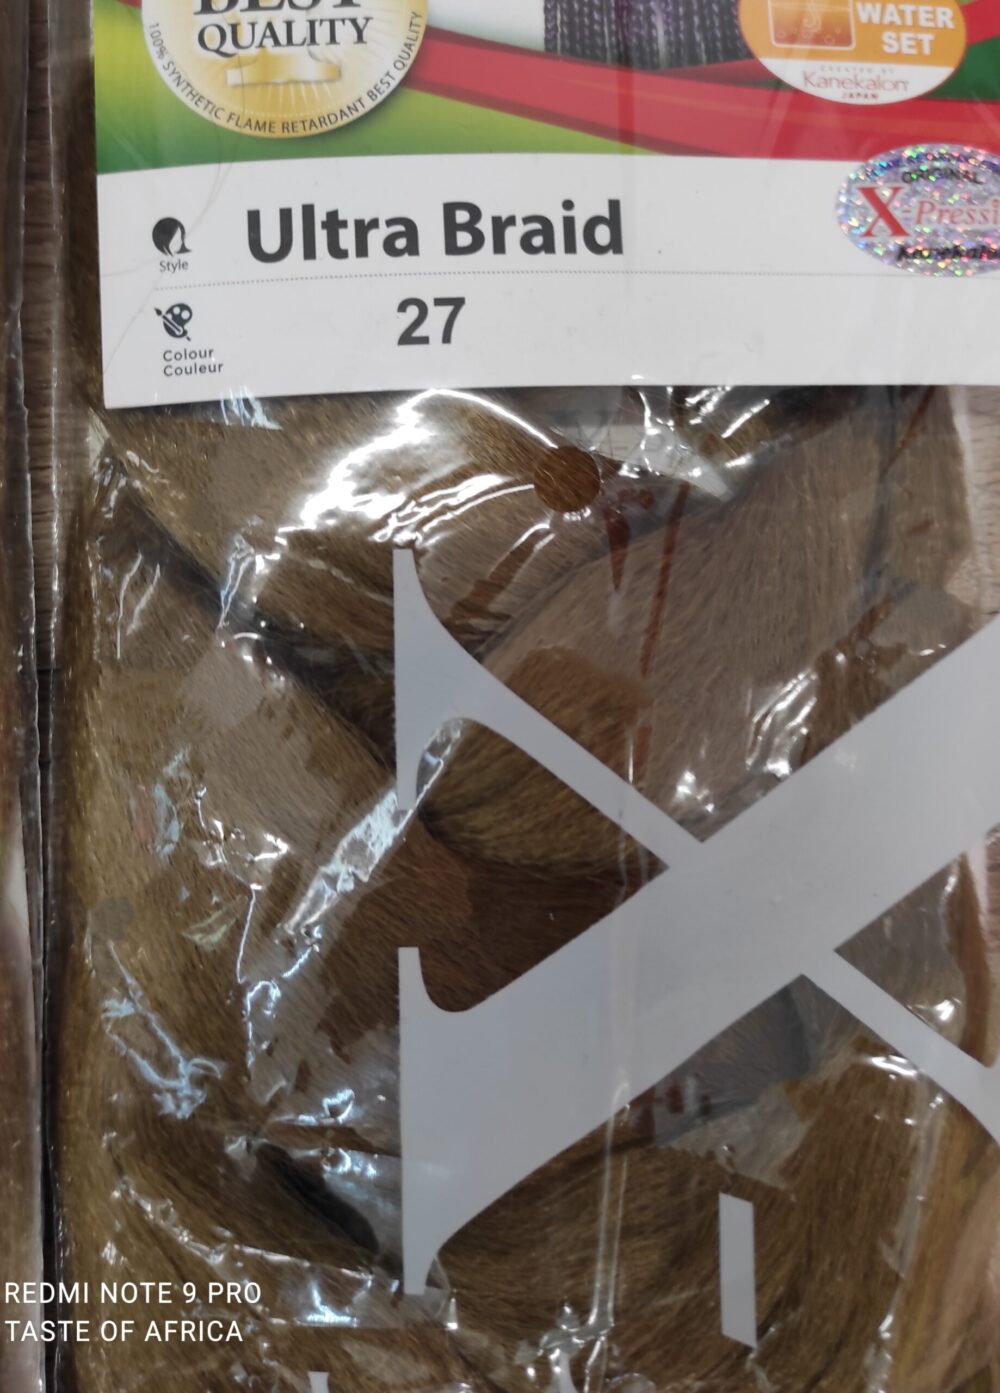 BEST
QUALITY
100% SYNTHETIC FLAME RETARDANT BEST QUALITY
WATER
SET
CREATED BY
Kanekalon
JAPAN
ORIGINAL
X-Pressi
Style
Ultra Braid
Colour
Couleur
27
X-
REDMI NOTE 9 PRO
TASTE OF AFRICA